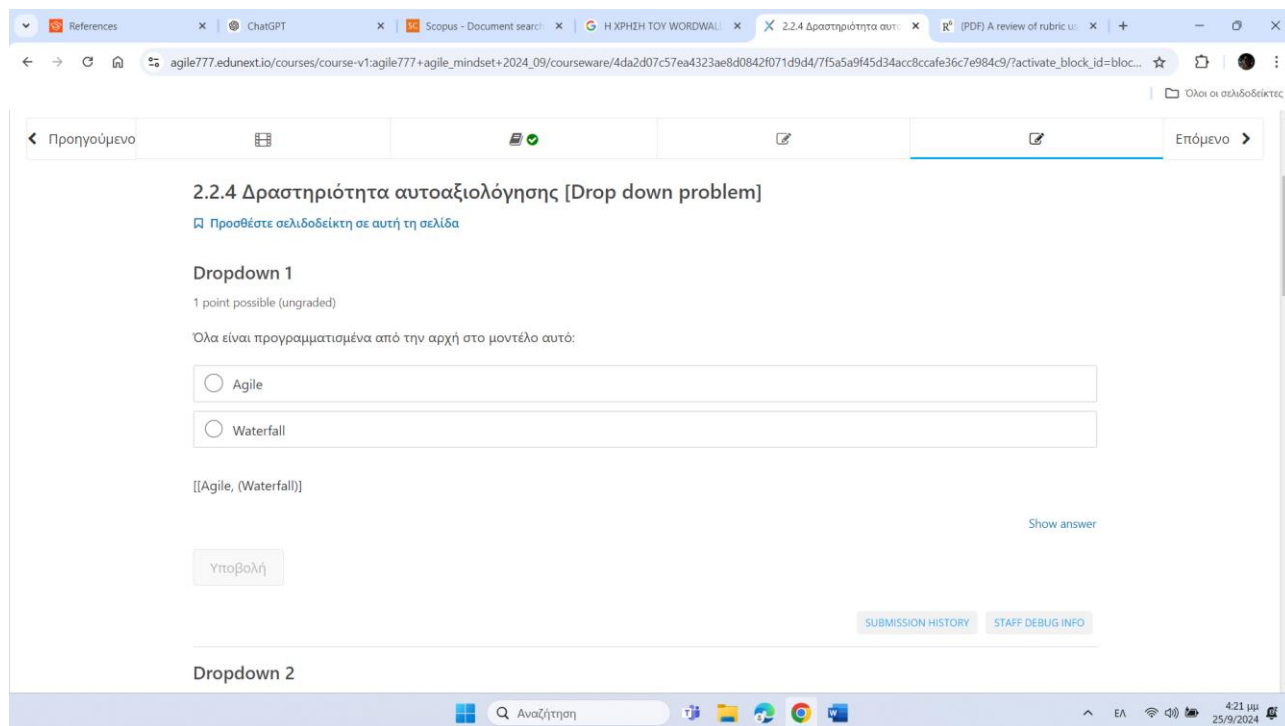 References
ChatGPT
Scopus - Document search
Η ΧΡΗΣΗ ΤΟΥ WORDWALL
2.2.4 Δραστηριότητα αυτο
(PDF) A review of rubric us
agile777.edunext.io/courses/course-v1:agile777+agile_mindset+2024_09/courseware/4da2d07c57ea4323ae8d0842f071d9d4/7f5a5a9f45d34acc8ccafe36c7e984c9/?activate_block_id=bloc...
Όλοι οι σελιδοδείκτες
Προηγούμενο
Επόμενο
2.2.4 Δραστηριότητα αυτοαξιολόγησης [Drop down problem]
Προσθέστε σελιδοδείκτη σε αυτή τη σελίδα
Dropdown 1
1 point possible (ungraded)
Όλα είναι προγραμματισμένα από την αρχή στο μοντέλο αυτό:
Agile
Waterfall
[[Agile, (Waterfall)]
Show answer
Υποβολή
SUBMISSION HISTORY
STAFF DEBUG INFO
Dropdown 2
Αναζήτηση
ΕΛ
4:21 μμ
25/9/2024